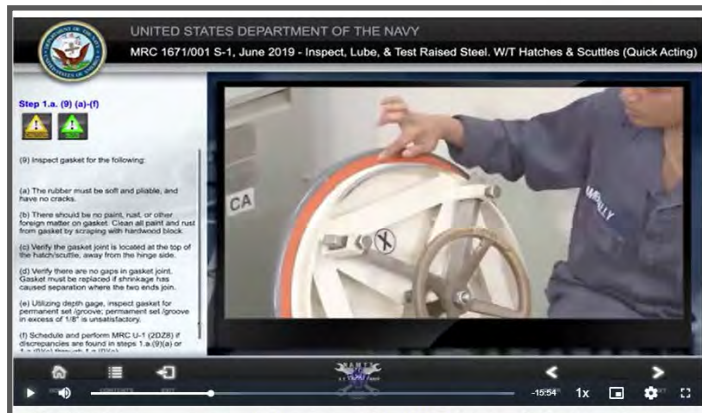 UNITED STATES DEPARTMENT OF THE NAVY
MRC 1671/001 S-1, June 2019 - Inspect, Lube, & Test Raised Steel. W/T Hatches & Scuttles (Quick Acting)
Step 1.a. (9) (a)-(f)
(9) Inspect gasket for the following:
(a) The rubber must be soft and pliable, and
have no cracks.
(b) There should be no paint, rust, or other
foreign matter on gasket. Clean all paint and rust
from gasket by scraping with hardwood block.
(c) Verify the gasket joint is located at the top of
the hatch/scuttle, away from the hinge side.
(d) Verify there are no gaps in gasket joint.
Gasket must be replaced if shrinkage has
caused separation where the two ends join.
(e) Utilizing depth gage, inspect gasket for
permanent set /groove; permanent set /groove
in excess of 1/8" is unsatisfactory.
(f) Schedule and perform MRC U-1 (2DZ8) if
discrepancies are found in steps 1.a.(9)(a) or
CA
X
-15:54
1x